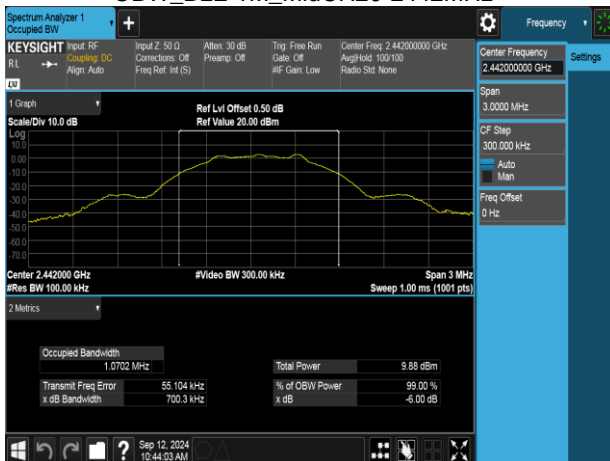 Spectrum Analyzer 1
Occupied BW
+
Frequency
KEYSIGHT
Input: RF
Input Z: 50 Ω
Atten: 30 dB
Trig: Free Run
Center Freq: 2.442000000 GHz
RL
Coupling: DC
Corrections: Off
Preamp: Off
Gate: Off
Avg|Hold: 100/100
Align: Auto
Freq Ref: Int (S)
#IF Gain: Low
Radio Std: None
LXI
Center Frequency
2.442000000 GHz
Settings
Span
3.0000 MHz
CF Step
300.000 kHz
Auto
Man
Freq Offset
0 Hz
1 Graph
Ref Lvl Offset 0.50 dB
Scale/Div 10.0 dB
Ref Value 20.00 dBm
Log
10.0
0.00
-10.0
-20.0
-30.0
-40.0
-50.0
-60.0
-70.0
Center 2.442000 GHz
#Video BW 300.00 kHz
Span 3 MHz
#Res BW 100.00 kHz
Sweep 1.00 ms (1001 pts)
2 Metrics
Occupied Bandwidth
1.0702 MHz
Total Power
9.88 dBm
Transmit Freq Error
55.104 kHz
% of OBW Power
99.00 %
x dB Bandwidth
700.3 kHz
x dB
-6.00 dB
?
Sep 12, 2024
10:44:03 AM